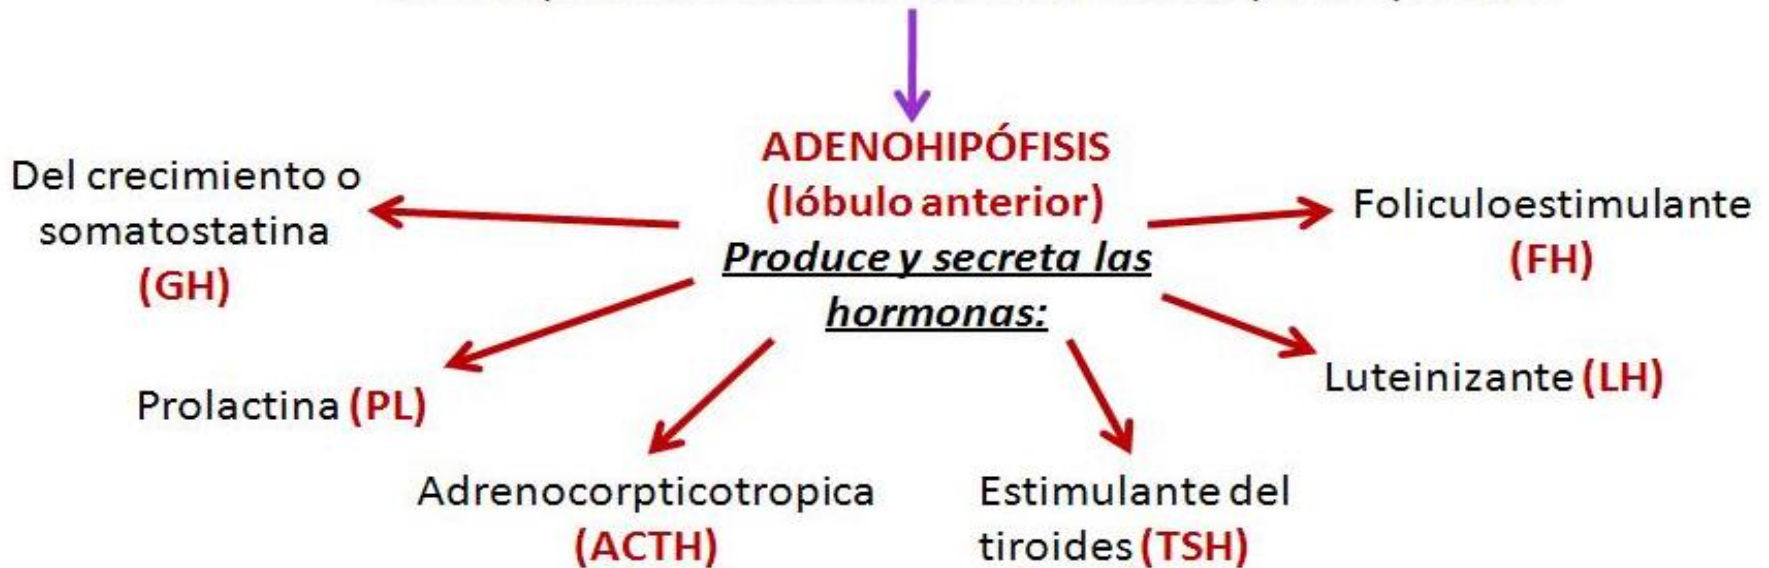 ADENOHIPÓFISIS
(lóbulo anterior)
Produce y secreta las
hormonas:
Del crecimiento o
somatostatina
(GH)
Prolactina (PL)
Adrenocorpticotropica
(ACTH)
Estimulante del
tiroides (TSH)
Luteinizante (LH)
Foliculoestimulante
(FH)